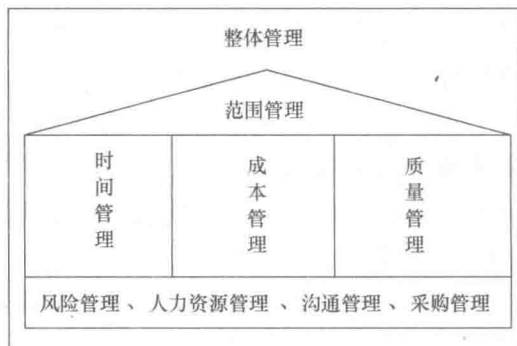 整体管理
范围管理
时间管理
成本管理
质量管理
风险管理、人力资源管理、沟通管理、采购管理